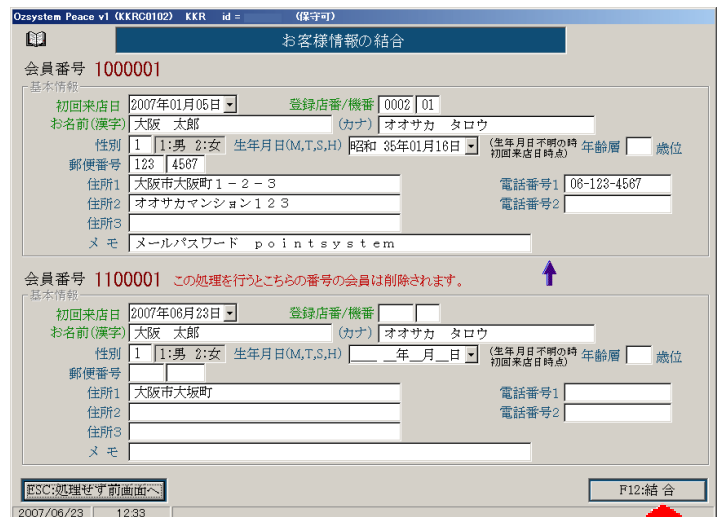 Ozsystem Peace v1 (KKRC0102) KKR id = (保守可)
お客様情報の結合
会員番号 1000001
基本情報
初回来店日 2007年01月05日 登録店番/機番 0002 01
お名前(漢字) 大阪 太郎 (カナ) オオサカ タロウ
性別 1 1:男 2:女 生年月日(M,T,S,H) 昭和 35年01月16日 (生年月日不明の時 初回来店日時点) 年齢層 歳位
郵便番号 123 4567
住所1 大阪市大阪町1-2-3 電話番号1 06-123-4567
住所2 オオサカマンション123 電話番号2
住所3
メモ メールパスワード pointsystem
会員番号 1100001 この処理を行うとこちらの番号の会員は削除されます。
基本情報
初回来店日 2007年06月23日 登録店番/機番
お名前(漢字) 大阪 太郎 (カナ) オオサカ タロウ
性別 1 1:男 2:女 生年月日(M,T,S,H) ____ __年__月__日 (生年月日不明の時 初回来店日時点) 年齢層 歳位
郵便番号
住所1 大阪市大坂町 電話番号1
住所2 電話番号2
住所3
メモ
ESC:処理せず前画面へ F12:結合
2007/06/23 12:33